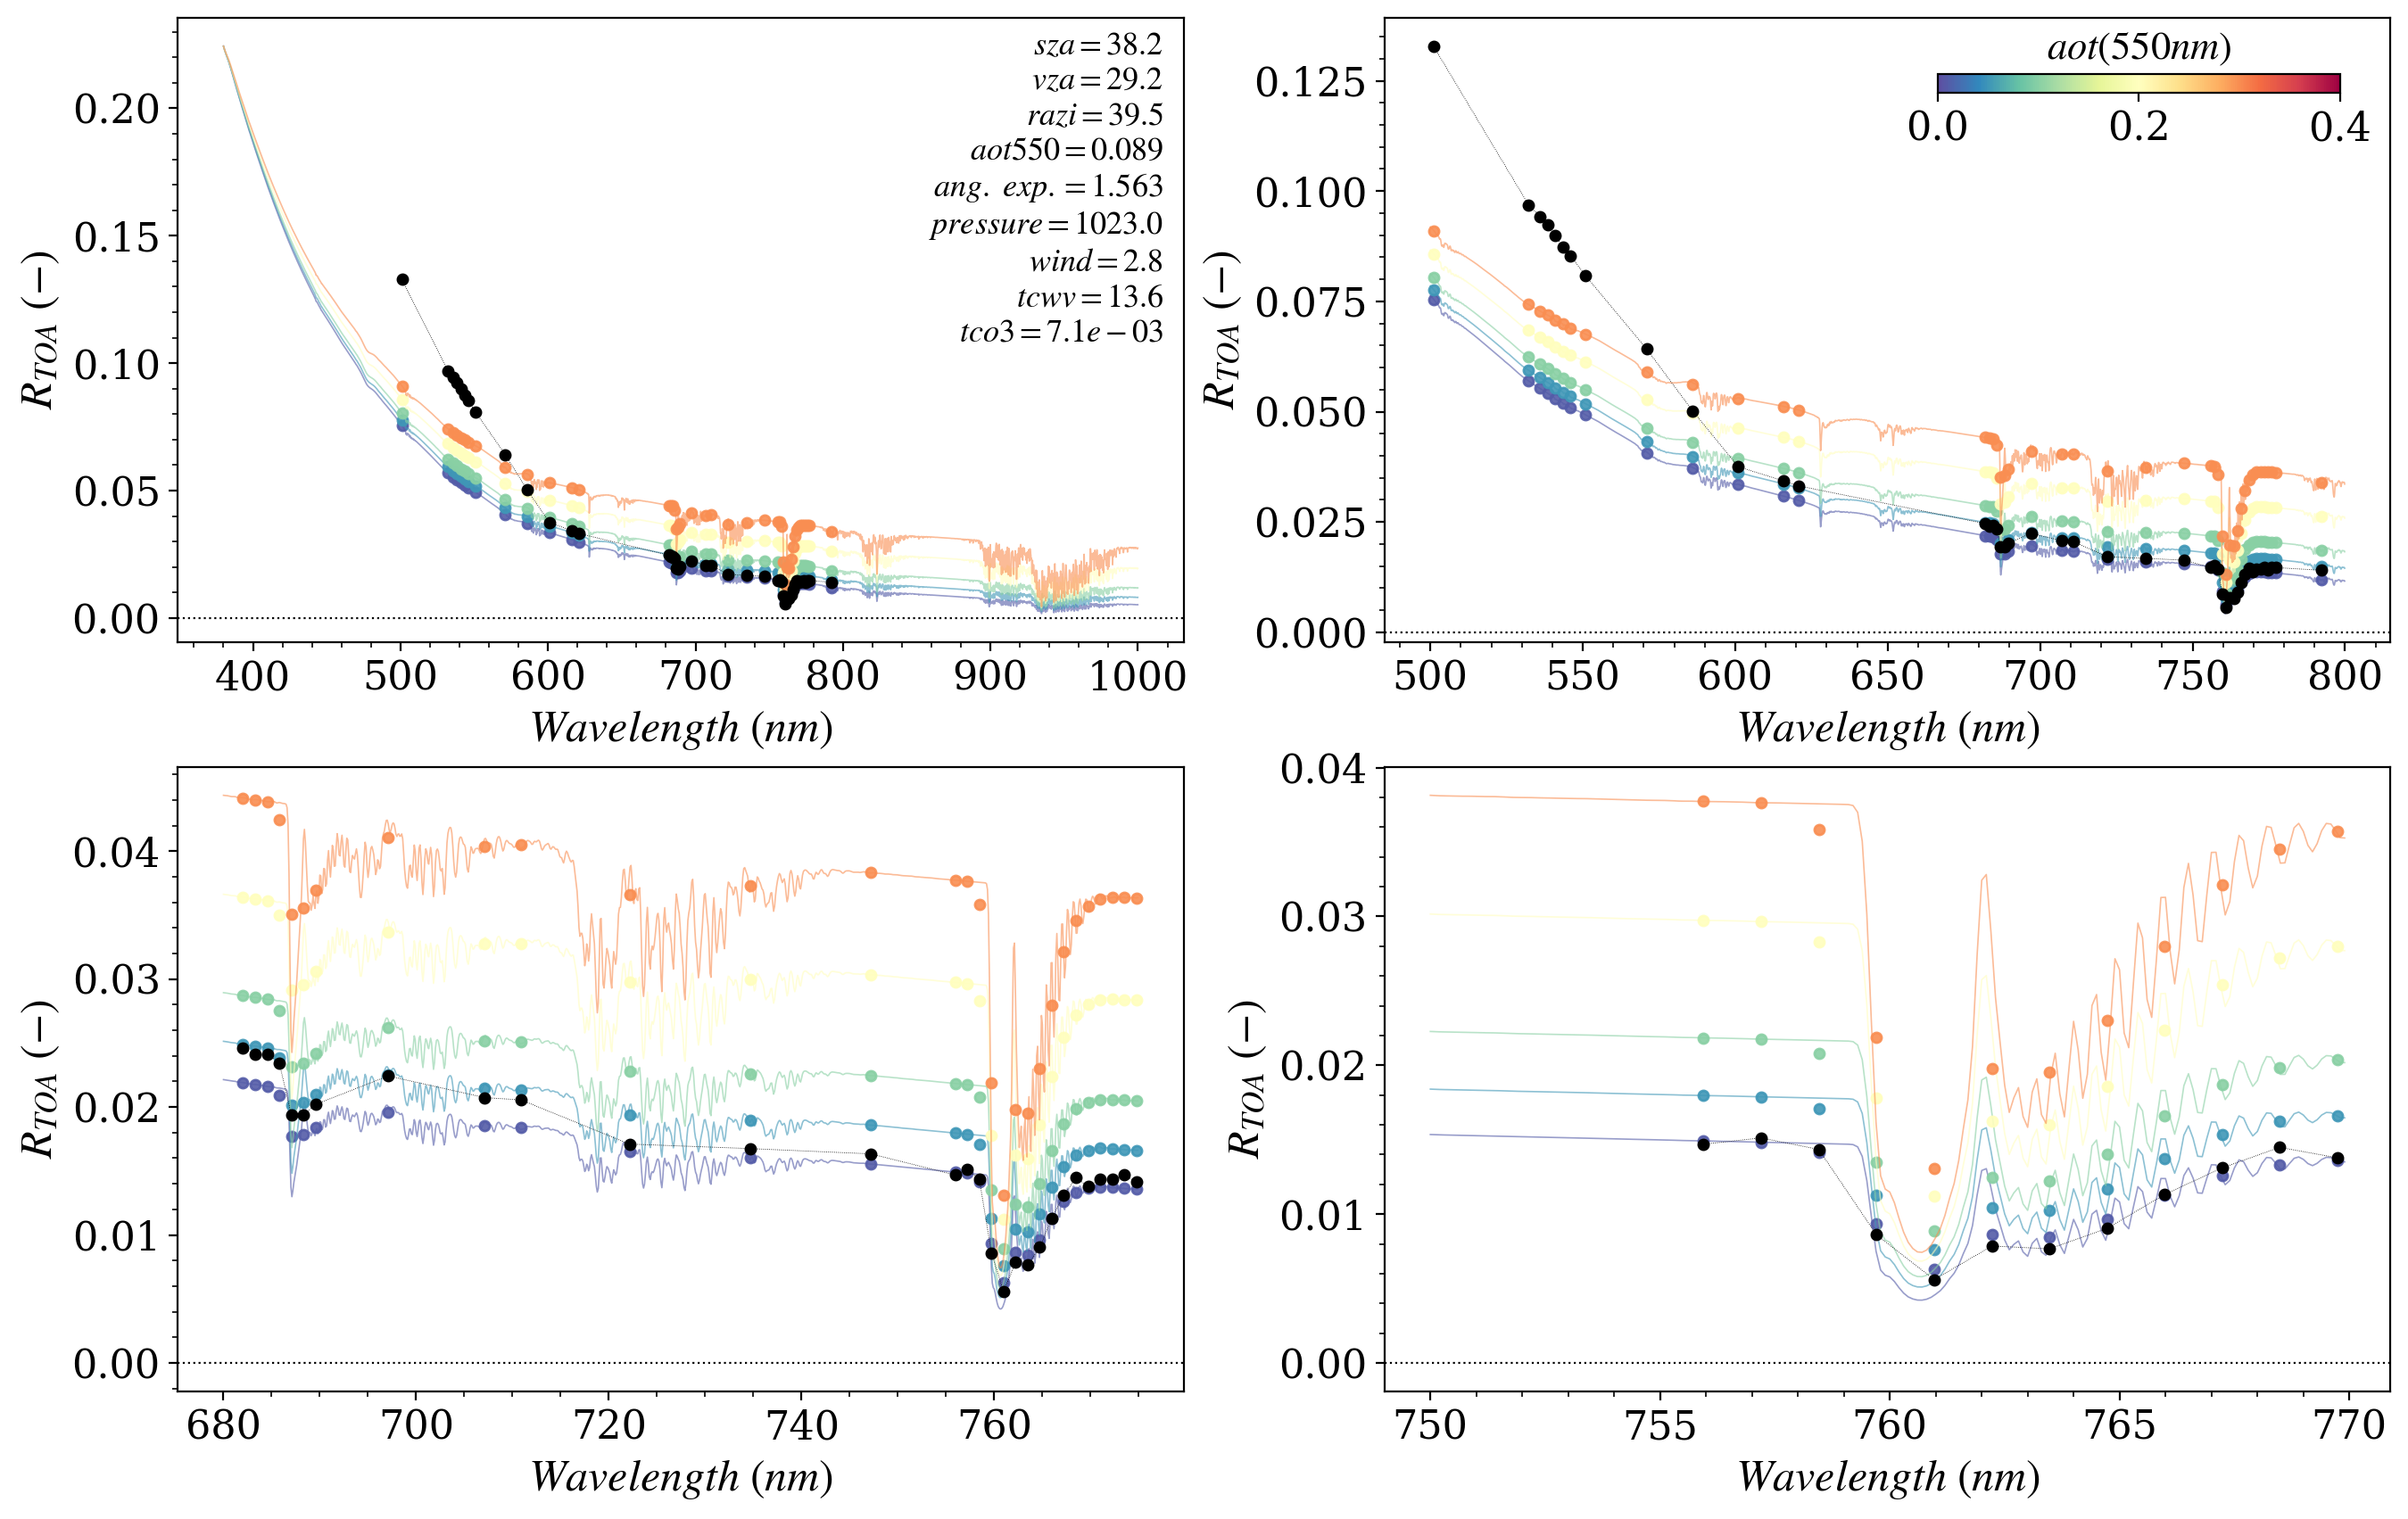 sza = 38.2
vza = 29.2
razi = 39.5
aot550 = 0.089
ang. exp. = 1.563
pressure = 1023.0
wind = 2.8
tcwv = 13.6
tco3 = 7.1e − 03
0.20
0.15
0.10
0.05
0.00
R_TOA (−)
400 500 600 700 800 900 1000
Wavelength (nm)
aot(550nm)
0.0 0.2 0.4
0.125
0.100
0.075
0.050
0.025
0.000
R_TOA (−)
500 550 600 650 700 750 800
Wavelength (nm)
0.04
0.03
0.02
0.01
0.00
R_TOA (−)
680 700 720 740 760
Wavelength (nm)
0.04
0.03
0.02
0.01
0.00
R_TOA (−)
750 755 760 765 770
Wavelength (nm)